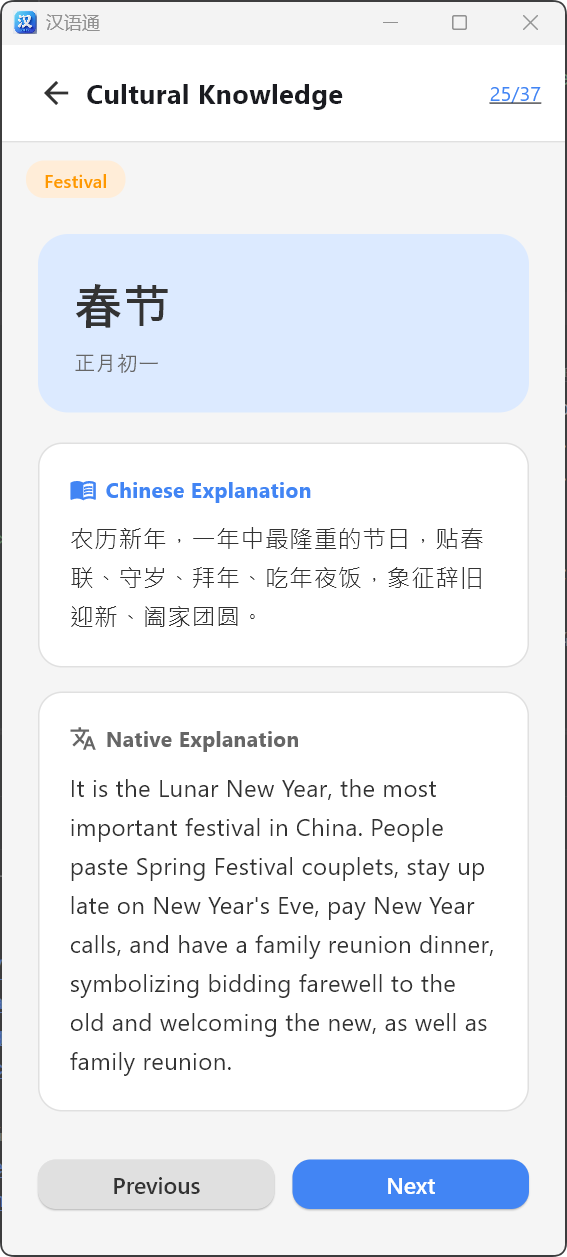 汉 汉语通
Cultural Knowledge 25/37
Festival
春节
正月初一
Chinese Explanation
农历新年，一年中最隆重的节日，贴春
联、守岁、拜年、吃年夜饭，象征辞旧
迎新、阖家团圆。
Native Explanation
It is the Lunar New Year, the most
important festival in China. People
paste Spring Festival couplets, stay up
late on New Year's Eve, pay New Year
calls, and have a family reunion dinner,
symbolizing bidding farewell to the
old and welcoming the new, as well as
family reunion.
Previous Next